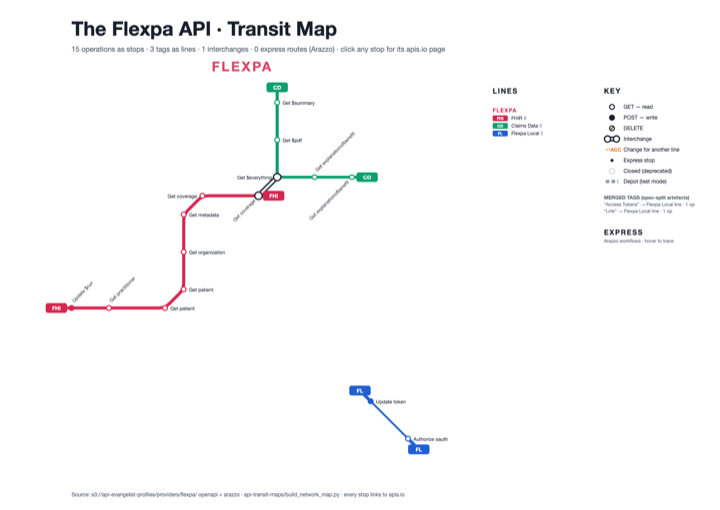 The Flexpa API · Transit Map
15 operations as stops · 3 tags as lines · 1 interchanges · 0 express routes (Arazzo) · click any stop for its apis.io page
FLEXPA
CD
Get $summary
Get $pdf
Get explanationofbenefit
Get $everything
CD
Get coverage
FHI
Get coverage
Get explanationofbenefit
Get metadata
Get organization
Get patient
Update $run
Get practitioner
FHI
Get patient
FL
Update token
Authorize oauth
FL
LINES
FLEXPA
FHI FHIR
CD Claims Data
FL Flexpa Local
KEY
GET — read
POST — write
DELETE
Interchange
Change for another line
Express stop
Closed (deprecated)
Depot (test mode)
MERGED TAGS (spec-split artefacts)
"Access Tokens" → Flexpa Local line · 1 op
"Link" → Flexpa Local line · 1 op
EXPRESS
Arazzo workflows · hover to trace
Source: s3://api-evangelist-profiles/providers/flexpa/ openapi + arazzo · api-transit-maps/build_network_map.py · every stop links to apis.io